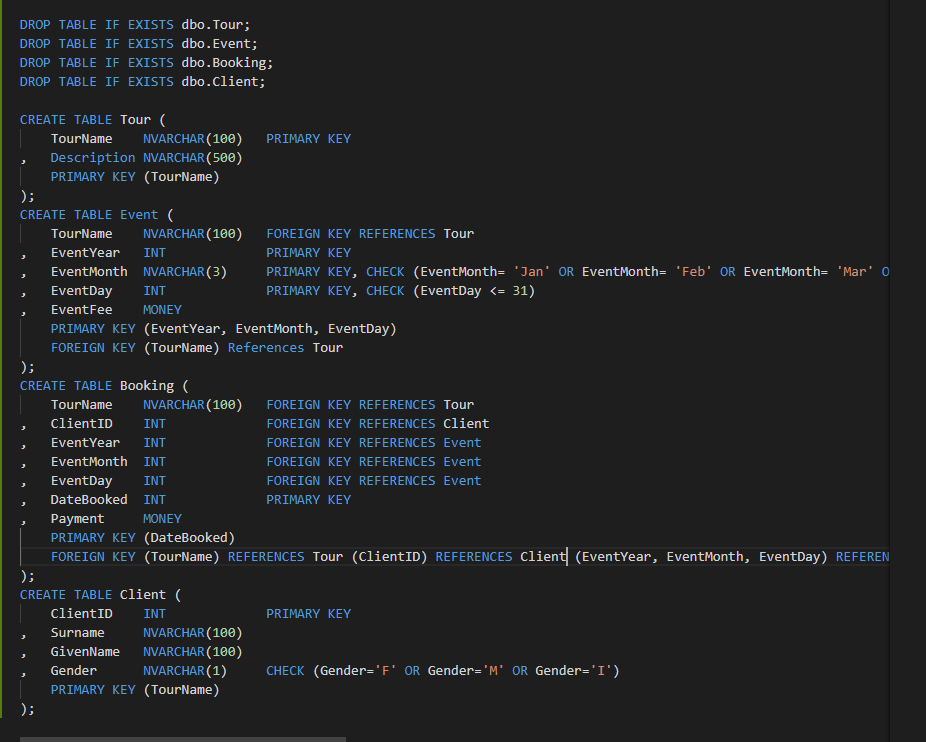 DROP TABLE IF EXISTS dbo.Tour;
DROP TABLE IF EXISTS dbo.Event;
DROP TABLE IF EXISTS dbo.Booking;
DROP TABLE IF EXISTS dbo.Client;

CREATE TABLE Tour (
    TourName    NVARCHAR(100)   PRIMARY KEY
,   Description NVARCHAR(500)
    PRIMARY KEY (TourName)
);
CREATE TABLE Event (
    TourName    NVARCHAR(100)   FOREIGN KEY REFERENCES Tour
,   EventYear   INT             PRIMARY KEY
,   EventMonth  NVARCHAR(3)     PRIMARY KEY, CHECK (EventMonth= 'Jan' OR EventMonth= 'Feb' OR EventMonth= 'Mar' O
,   EventDay    INT             PRIMARY KEY, CHECK (EventDay <= 31)
,   EventFee    MONEY
    PRIMARY KEY (EventYear, EventMonth, EventDay)
    FOREIGN KEY (TourName) References Tour
);
CREATE TABLE Booking (
    TourName    NVARCHAR(100)   FOREIGN KEY REFERENCES Tour
,   ClientID    INT             FOREIGN KEY REFERENCES Client
,   EventYear   INT             FOREIGN KEY REFERENCES Event
,   EventMonth  INT             FOREIGN KEY REFERENCES Event
,   EventDay    INT             FOREIGN KEY REFERENCES Event
,   DateBooked  INT             PRIMARY KEY
,   Payment     MONEY
    PRIMARY KEY (DateBooked)
    FOREIGN KEY (TourName) REFERENCES Tour (ClientID) REFERENCES Client (EventYear, EventMonth, EventDay) REFEREN
);
CREATE TABLE Client (
    ClientID    INT             PRIMARY KEY
,   Surname     NVARCHAR(100)
,   GivenName   NVARCHAR(100)
,   Gender      NVARCHAR(1)     CHECK (Gender='F' OR Gender='M' OR Gender='I')
    PRIMARY KEY (TourName)
);